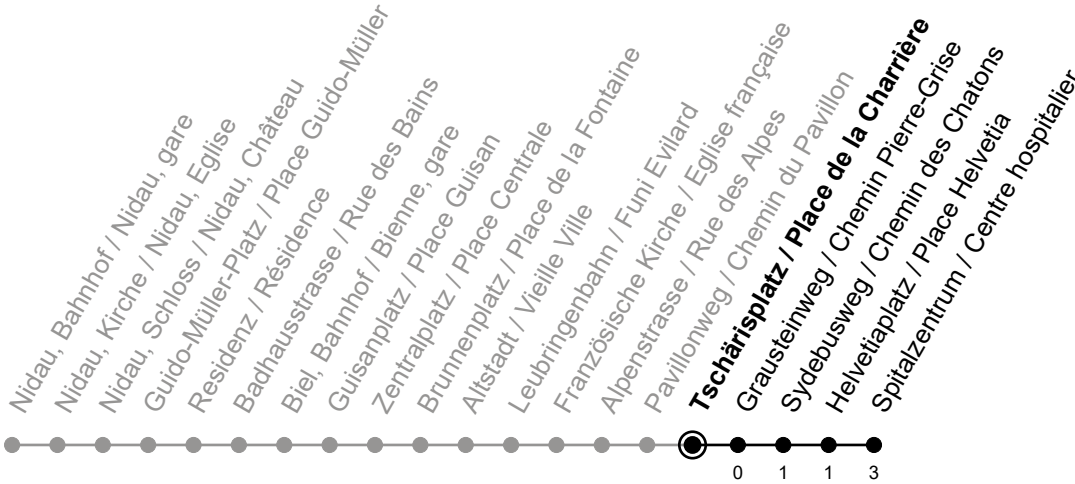 Nidau, Bahnhof / Nidau, gare
Nidau, Kirche / Nidau, Eglise
Nidau, Schloss / Nidau, Château
Guido-Müller-Platz / Place Guido-Müller
Residenz / Résidence
Badhausstrasse / Rue des Bains
Biel, Bahnhof / Bienne, gare
Guisanplatz / Place Guisan
Zentralplatz / Place Centrale
Brunnenplatz / Place de la Fontaine
Altstadt / Vieille Ville
Leubringenbahn / Funi Evilard
Französische Kirche / Eglise française
Alpenstrasse / Rue des Alpes
Pavillonweg / Chemin du Pavillon
Tschärisplatz / Place de la Charrière
Grausteinweg / Chemin Pierre-Grise
Sydebusweg / Chemin des Chatons
Helvetiaplatz / Place Helvetia
Spitalzentrum / Centre hospitalier
0 1 1 3